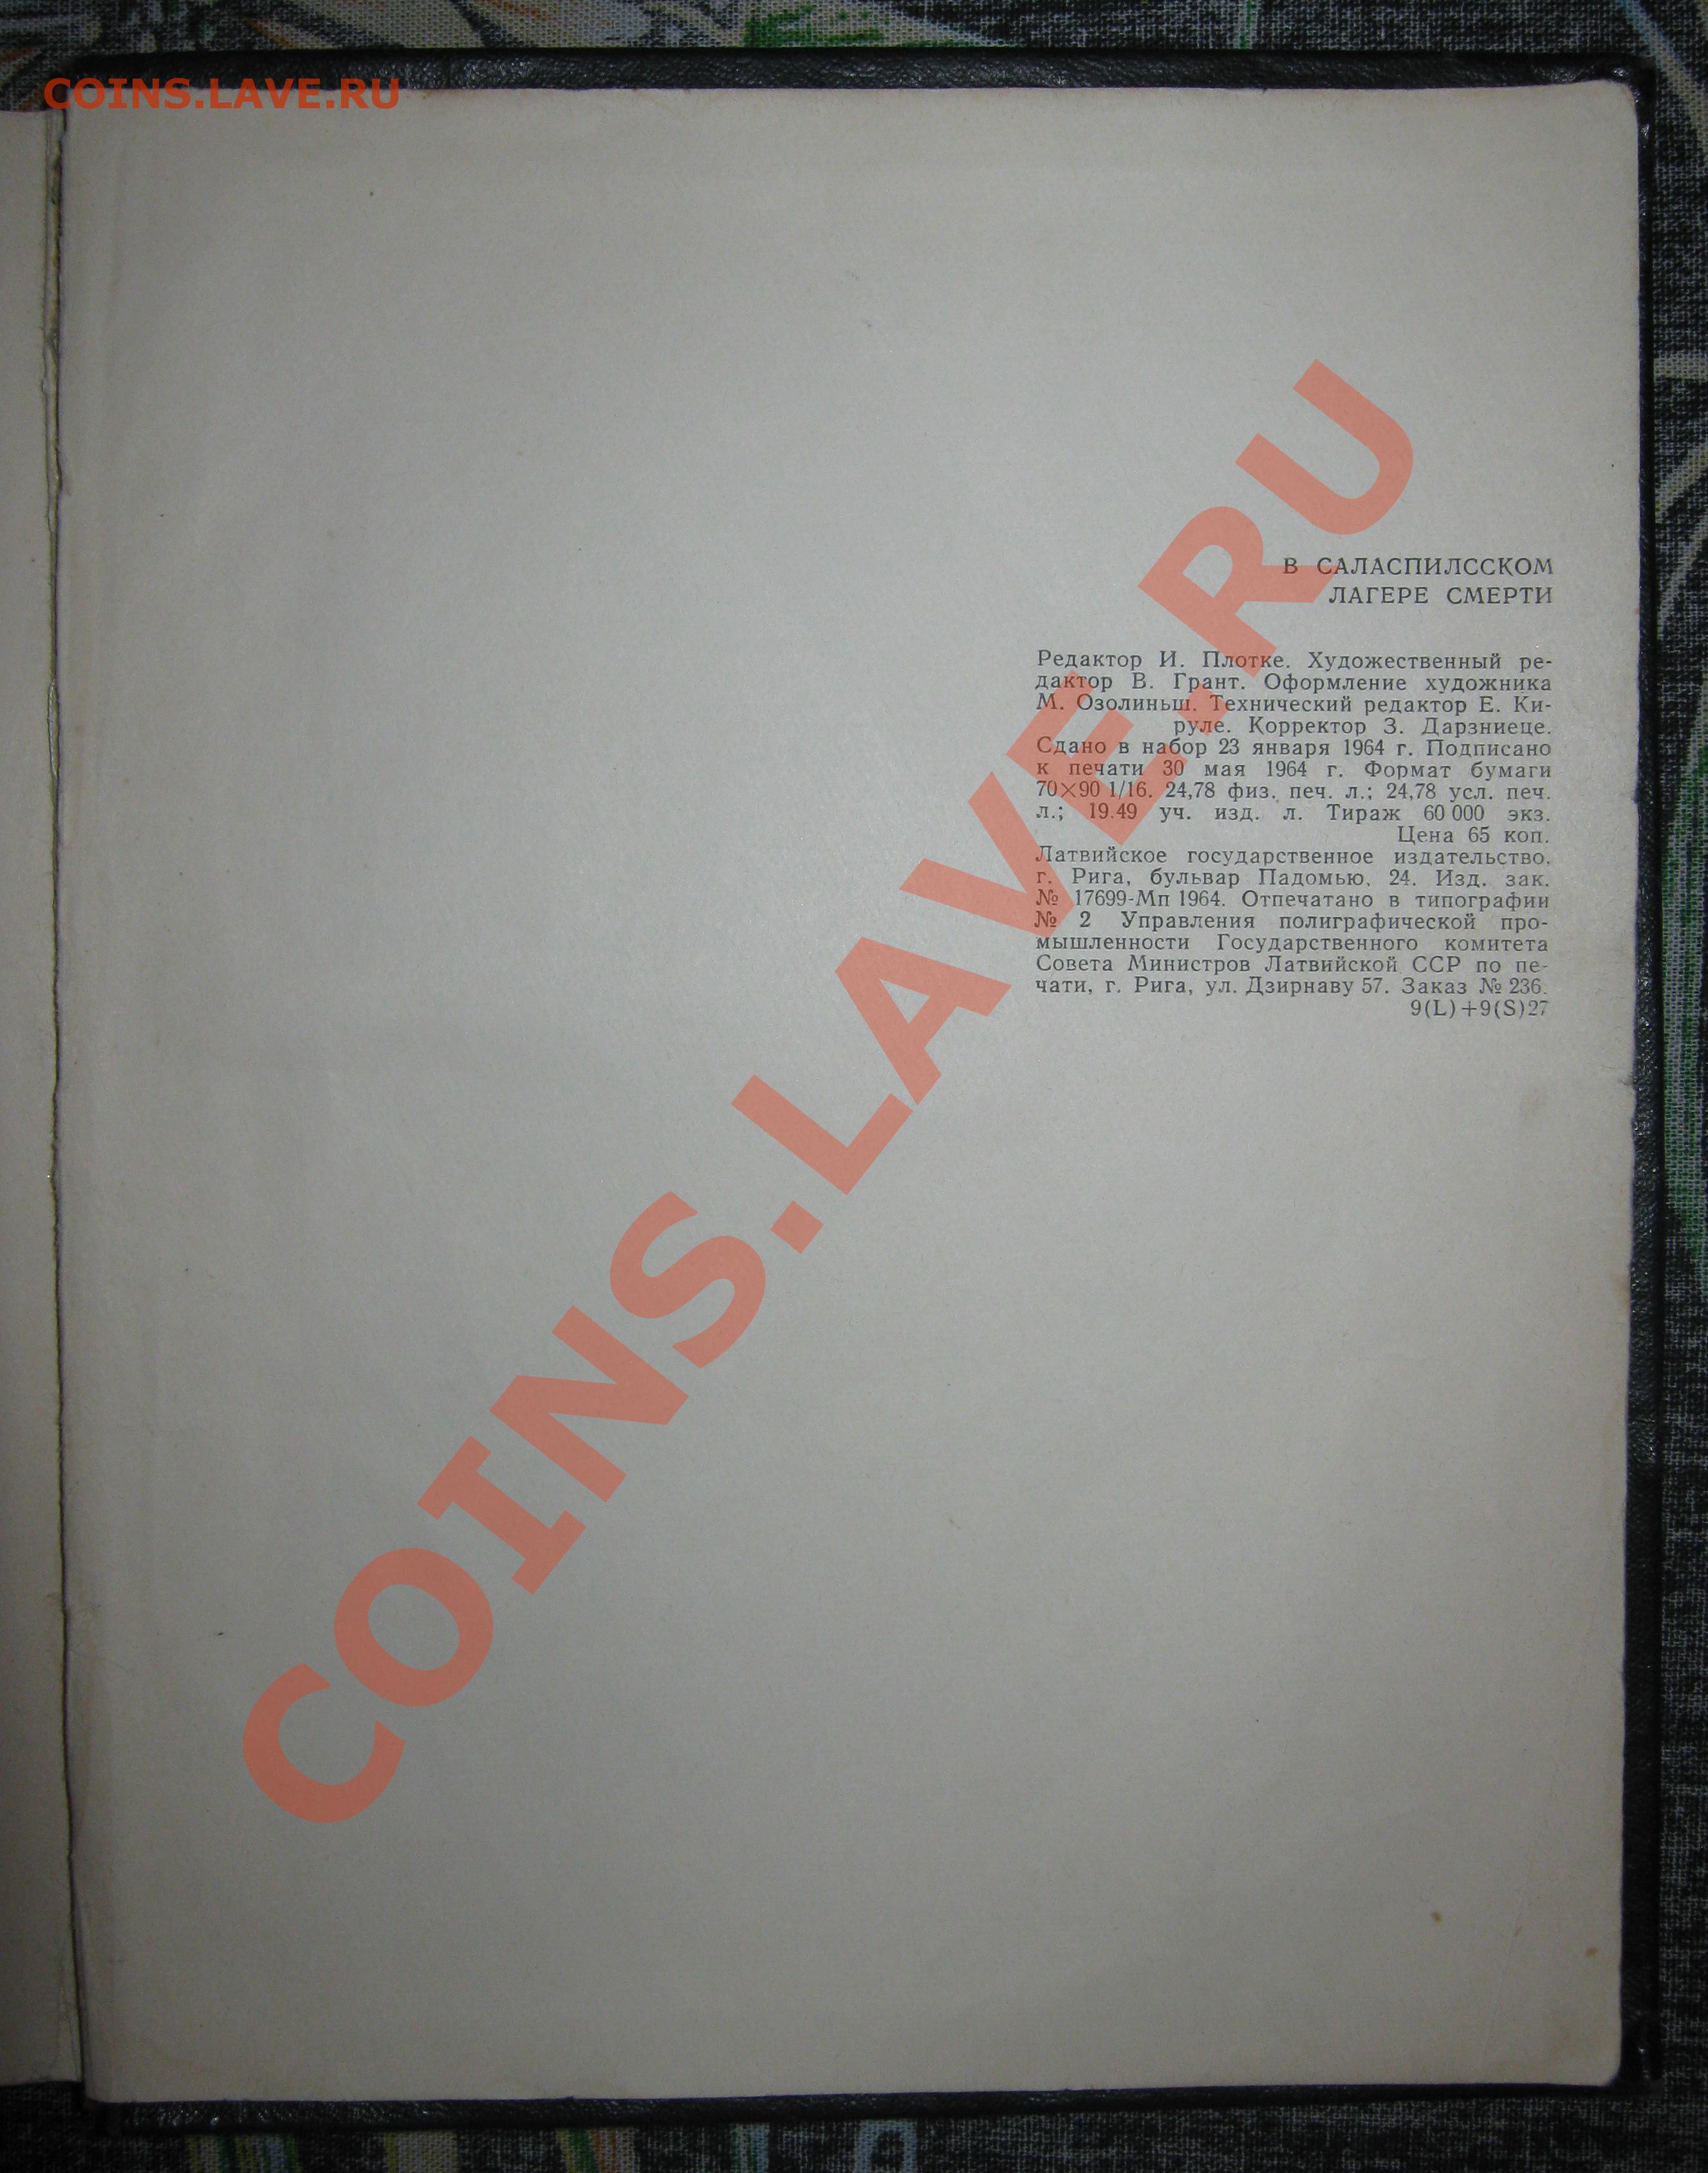 COINS.LAVE.RU
В САЛАСПИЛССКОМ
ЛАГЕРЕ СМЕРТИ
Редактор И. Плотке. Художественный ре-
дактор В. Грант. Оформление художника
М. Озолиньш. Технический редактор Е. Ки-
руле. Корректор З. Дарзниеце.
Сдано в набор 23 января 1964 г. Подписано
к печати 30 мая 1964 г. Формат бумаги
70×90 1/16. 24,78 физ. печ. л.; 24,78 усл. печ.
л.; 19.49 уч. изд. л. Тираж 60 000 экз.
Цена 65 коп.
Латвийское государственное издательство,
г. Рига, бульвар Падомью, 24. Изд. зак.
№ 17699-Мп 1964. Отпечатано в типографии
№ 2 Управления полиграфической про-
мышленности Государственного комитета
Совета Министров Латвийской ССР по пе-
чати, г. Рига, ул. Дзирнаву 57. Заказ № 236.
9(L)+9(S)27
COINS.LAVE.RU